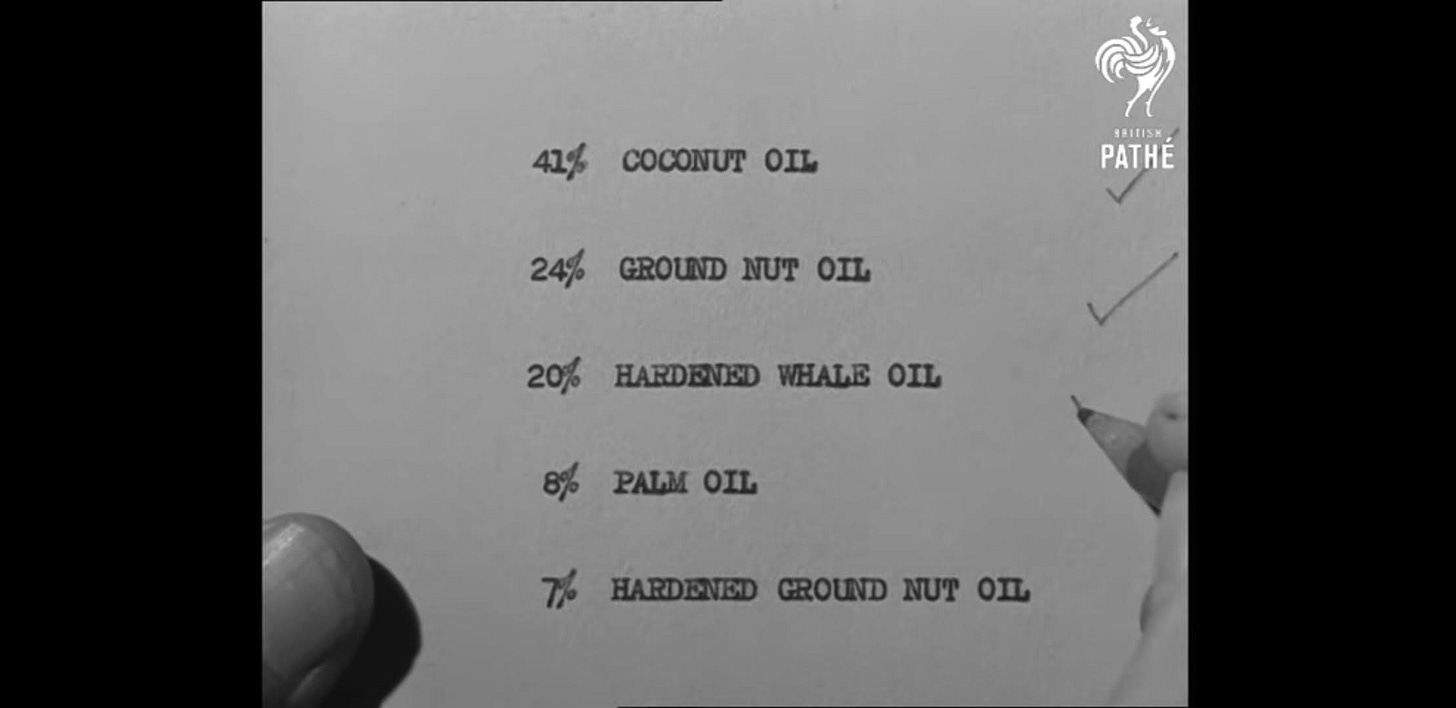 BRITISH
PATHÉ
41% COCONUT OIL
24% GROUND NUT OIL
20% HARDENED WHALE OIL
8% PALM OIL
7% HARDENED GROUND NUT OIL